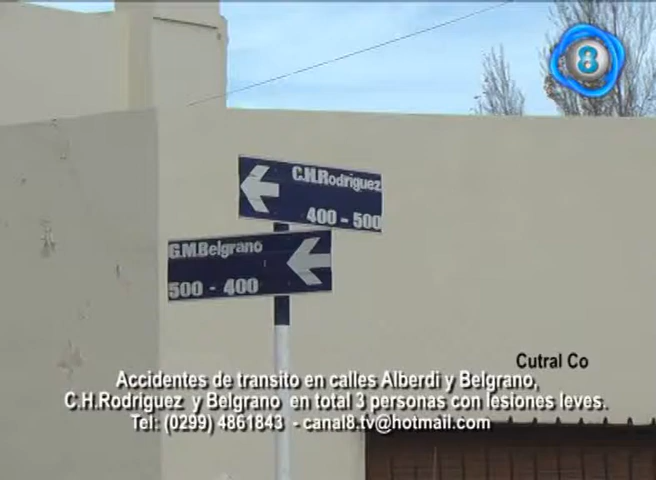 8
C.H.Rodriguez
400 - 500
G.M.Belgrano
500 - 400
Cutral Co
Accidentes de transito en calles Alberdi y Belgrano,
C.H.Rodriguez y Belgrano en total 3 personas con lesiones leves.
Tel: (0299) 4861843 - canal8.tv@hotmail.com